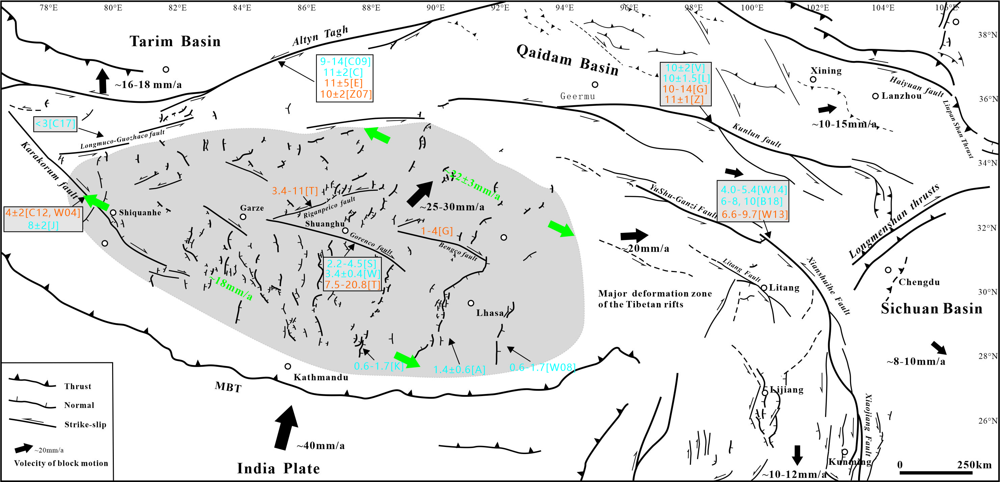 78°E 80°E 82°E 84°E 86°E 88°E 90°E 92°E 94°E 96°E 98°E 100°E 102°E 104°E 106°E
38°N
36°N
34°N
32°N
30°N
28°N
26°N
Tarim Basin
Altyn Tagh
~16-18 mm/a
9-14[C09]
11±2[C]
11±5[E]
10±2[Z07]
Qaidam Basin
Geermu
10±2[V]
10±1.5[L]
10-14[G]
11±1[Z]
Xining
Lanzhou
Haiyuan fault
Liupan Shan Thrust
~10-15mm/a
Kunlun fault
<3[C17]
Longmuco-Guozhaco fault
Karakorum fault
4±2[C12, W04]
8±2[J]
Shiquanhe
Garze
3.4-11[T]
Riganpeico fault
Shuanghu
Gorenco fault
~25-30mm/a
~22±3mm/a
1-4[G]
Bengco fault
2.2-4.5[S]
3.4±0.4[W]
7.5-20.8[T]
~18mm/a
YuShu-Ganzi Fault
4.0-5.4[W14]
6-8, 10[B18]
6.6-9.7[W13]
Longmenshan thrusts
~20mm/a
Litang Fault
Litang
Xianshuihe Fault
Chengdu
Sichuan Basin
Major deformation zone
of the Tibetan rifts
Lhasa
0.6-1.7[K]
1.4±0.6[A]
0.6-1.7[W08]
~8-10mm/a
Kathmandu
MBT
Lijiang
Xiaojiang Fault
~40mm/a
India Plate
Kunming
~10-12mm/a
0 250km
Thrust
Normal
Strike-slip
~20mm/a
Volecity of block motion